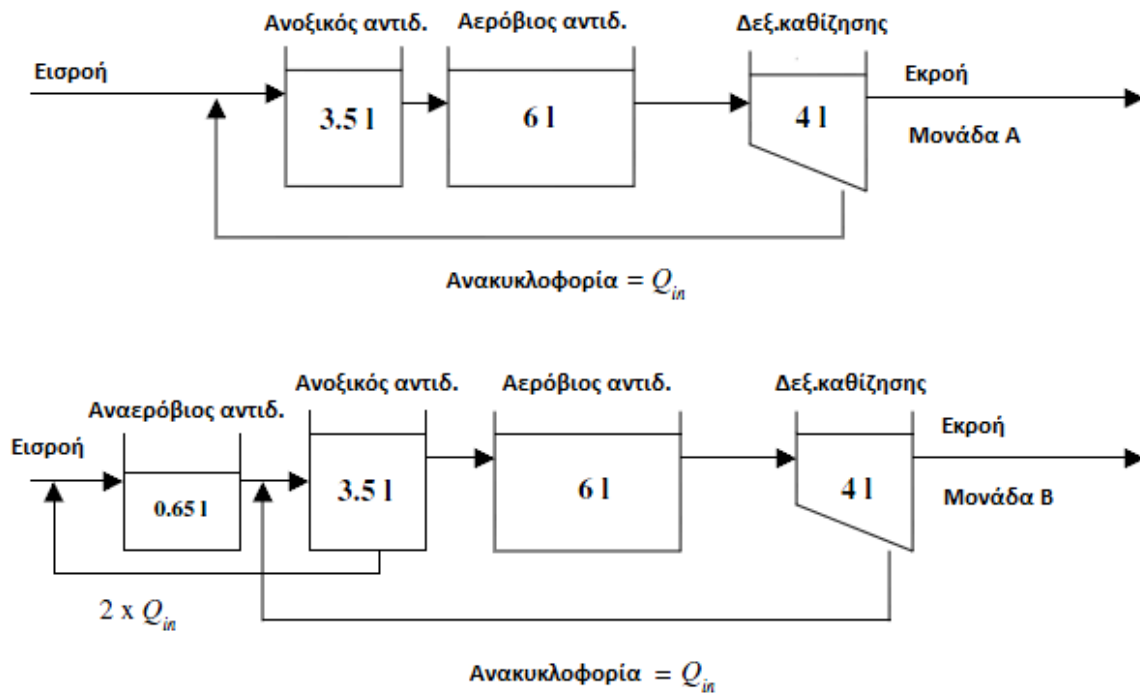 Ανοξικός αντιδ.
Αερόβιος αντιδ.
Δεξ.καθίζησης
Εισροή
Εκροή
3.5 l
6 l
4 l
Μονάδα Α
Ανακυκλοφορία = Q_in
Ανοξικός αντιδ.
Αερόβιος αντιδ.
Δεξ.καθίζησης
Αναερόβιος αντιδ.
Εισροή
Εκροή
0.65 l
3.5 l
6 l
4 l
Μονάδα Β
2 x Q_in
Ανακυκλοφορία = Q_in